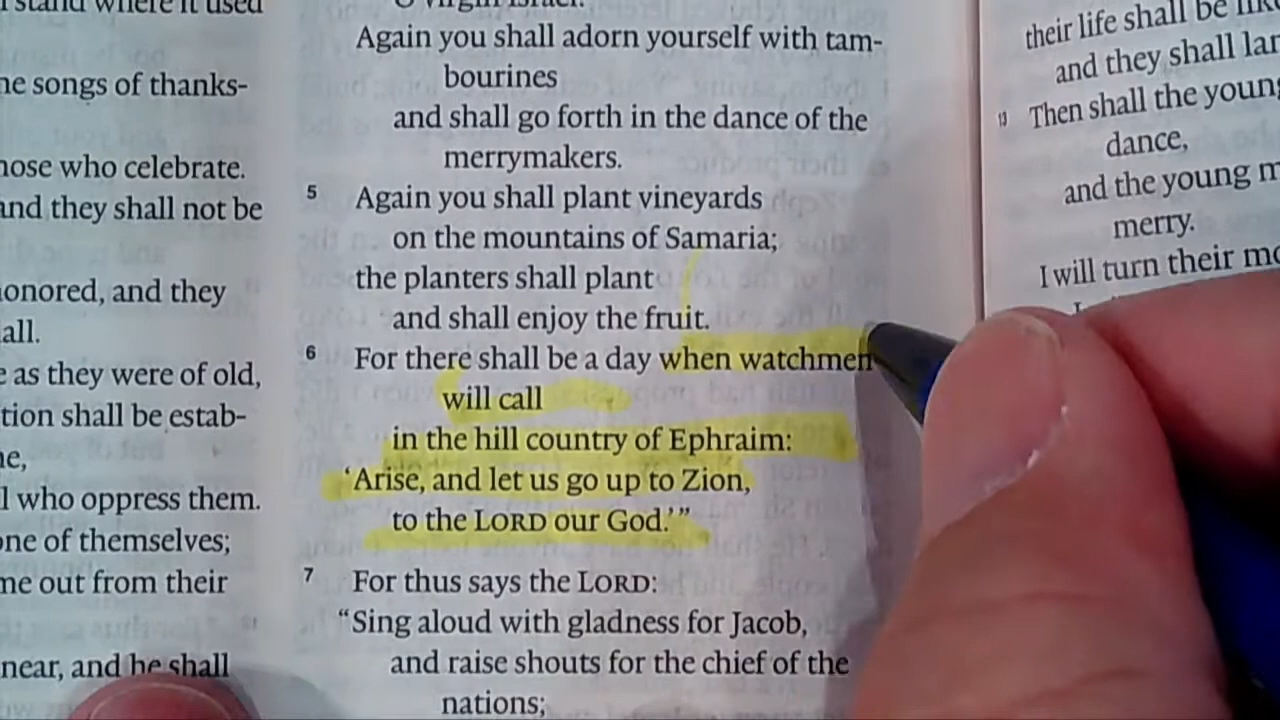 stand where it used
he songs of thanks-
hose who celebrate.
and they shall not be
honored, and they
all.
as they were of old,
tion shall be estab-
who oppress them.
one of themselves;
me out from their
near, and he shall
O virgin Israel!
Again you shall adorn yourself with tam-
bourines
and shall go forth in the dance of the
merrymakers.
5 Again you shall plant vineyards
on the mountains of Samaria;
the planters shall plant
and shall enjoy the fruit.
6 For there shall be a day when watchmen
will call
in the hill country of Ephraim:
‘Arise, and let us go up to Zion,
to the LORD our God.’”
7 For thus says the LORD:
“Sing aloud with gladness for Jacob,
and raise shouts for the chief of the
nations;
their life shall be
and they shall
13 Then shall the young
dance,
and the young
merry.
I will turn their